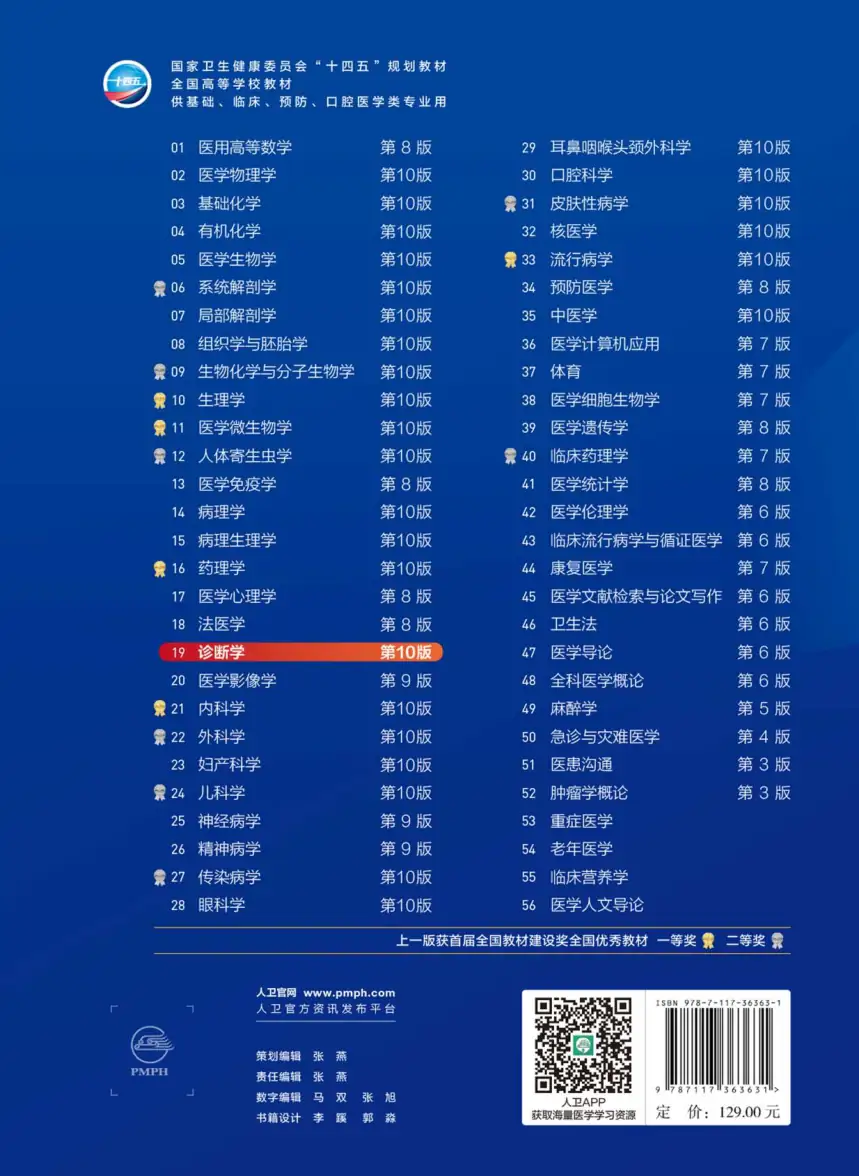 十四五
国家卫生健康委员会“十四五”规划教材
全国高等学校教材
供基础、临床、预防、口腔医学类专业用
01 医用高等数学 第 8 版
02 医学物理学 第10版
03 基础化学 第10版
04 有机化学 第10版
05 医学生物学 第10版
06 系统解剖学 第10版
07 局部解剖学 第10版
08 组织学与胚胎学 第10版
09 生物化学与分子生物学 第10版
10 生理学 第10版
11 医学微生物学 第10版
12 人体寄生虫学 第10版
13 医学免疫学 第 8 版
14 病理学 第10版
15 病理生理学 第10版
16 药理学 第10版
17 医学心理学 第 8 版
18 法医学 第 8 版
19 诊断学 第10版
20 医学影像学 第 9 版
21 内科学 第10版
22 外科学 第10版
23 妇产科学 第10版
24 儿科学 第10版
25 神经病学 第 9 版
26 精神病学 第 9 版
27 传染病学 第10版
28 眼科学 第10版
29 耳鼻咽喉头颈外科学 第10版
30 口腔科学 第10版
31 皮肤性病学 第10版
32 核医学 第10版
33 流行病学 第10版
34 预防医学 第 8 版
35 中医学 第10版
36 医学计算机应用 第 7 版
37 体育 第 7 版
38 医学细胞生物学 第 7 版
39 医学遗传学 第 8 版
40 临床药理学 第 7 版
41 医学统计学 第 8 版
42 医学伦理学 第 6 版
43 临床流行病学与循证医学 第 6 版
44 康复医学 第 7 版
45 医学文献检索与论文写作 第 6 版
46 卫生法 第 6 版
47 医学导论 第 6 版
48 全科医学概论 第 6 版
49 麻醉学 第 5 版
50 急诊与灾难医学 第 4 版
51 医患沟通 第 3 版
52 肿瘤学概论 第 3 版
53 重症医学
54 老年医学
55 临床营养学
56 医学人文导论
上一版获首届全国教材建设奖全国优秀教材 一等奖 二等奖
PMPH
人卫官网 www.pmph.com
人卫官方资讯发布平台
策划编辑 张 燕
责任编辑 张 燕
数字编辑 马 双 张 旭
书籍设计 李 蹊 郭 淼
人卫APP
获取海量医学学习资源
ISBN 978-7-117-36363-1
9 787117 363631 >
定 价: 129.00 元